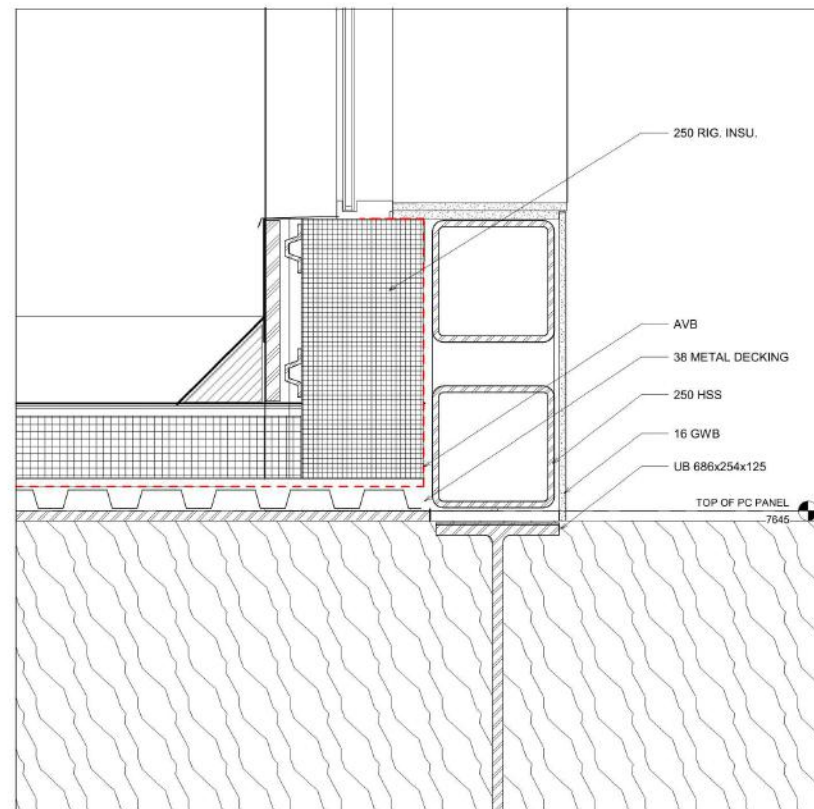 250 RIG. INSU.
AVB
38 METAL DECKING
250 HSS
16 GWB
UB 686x254x125
TOP OF PC PANEL
7645